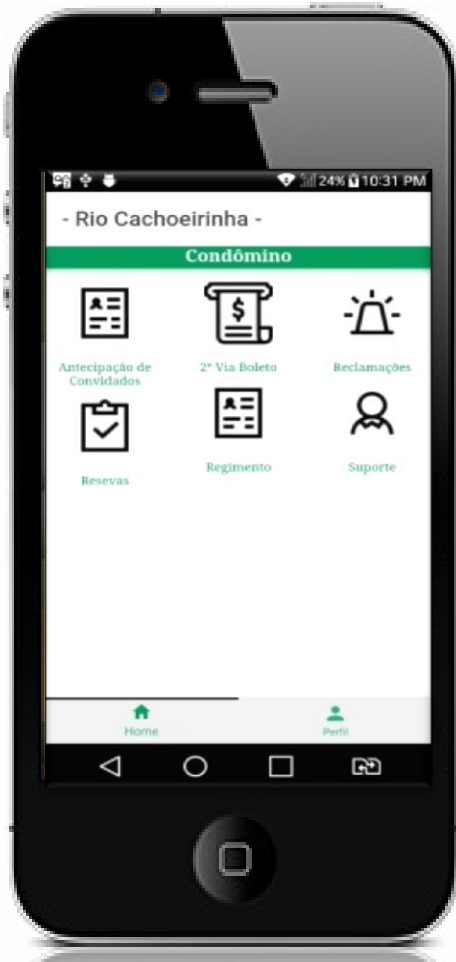 24% 10:31 PM
- Rio Cachoeirinha -
Condômino
Antecipação de
Convidados
2ª Via Boleto
Reclamações
Resevas
Regimento
Suporte
Home
Perfil